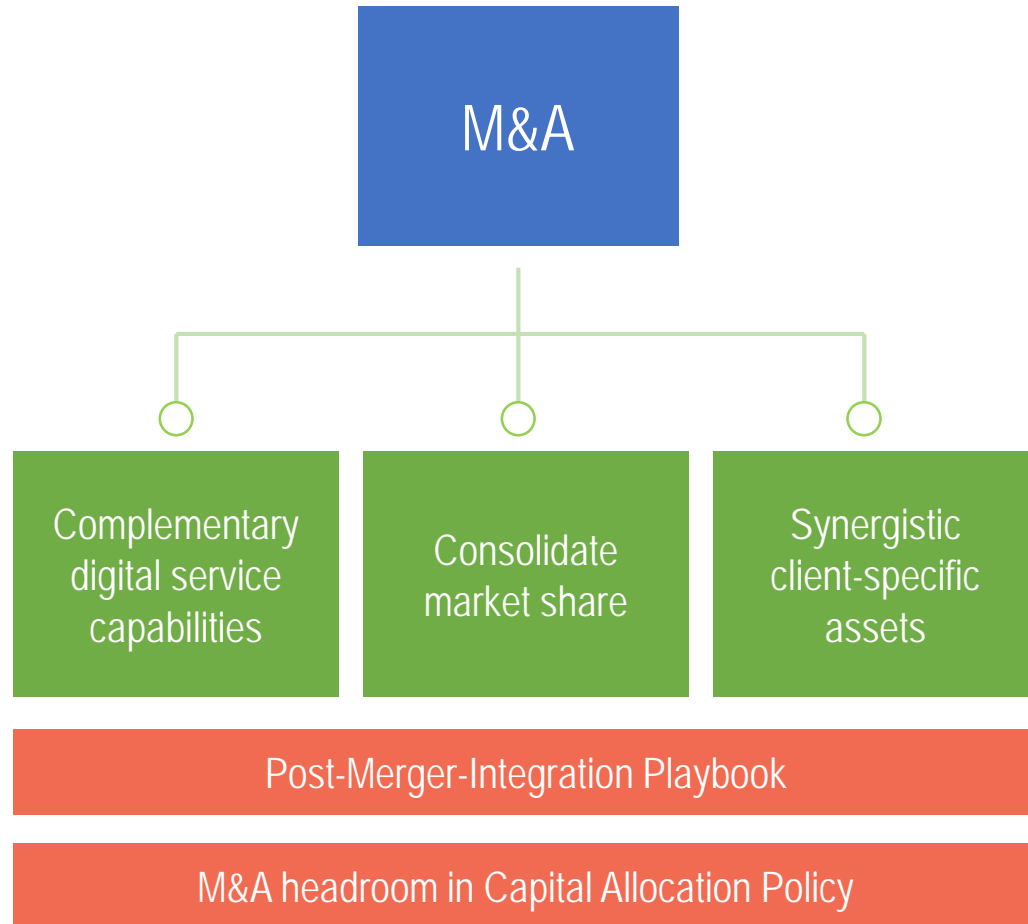 M&A
Complementary
digital service
capabilities
Consolidate
market share
Synergistic
client-specific
assets
Post-Merger-Integration Playbook
M&A headroom in Capital Allocation Policy